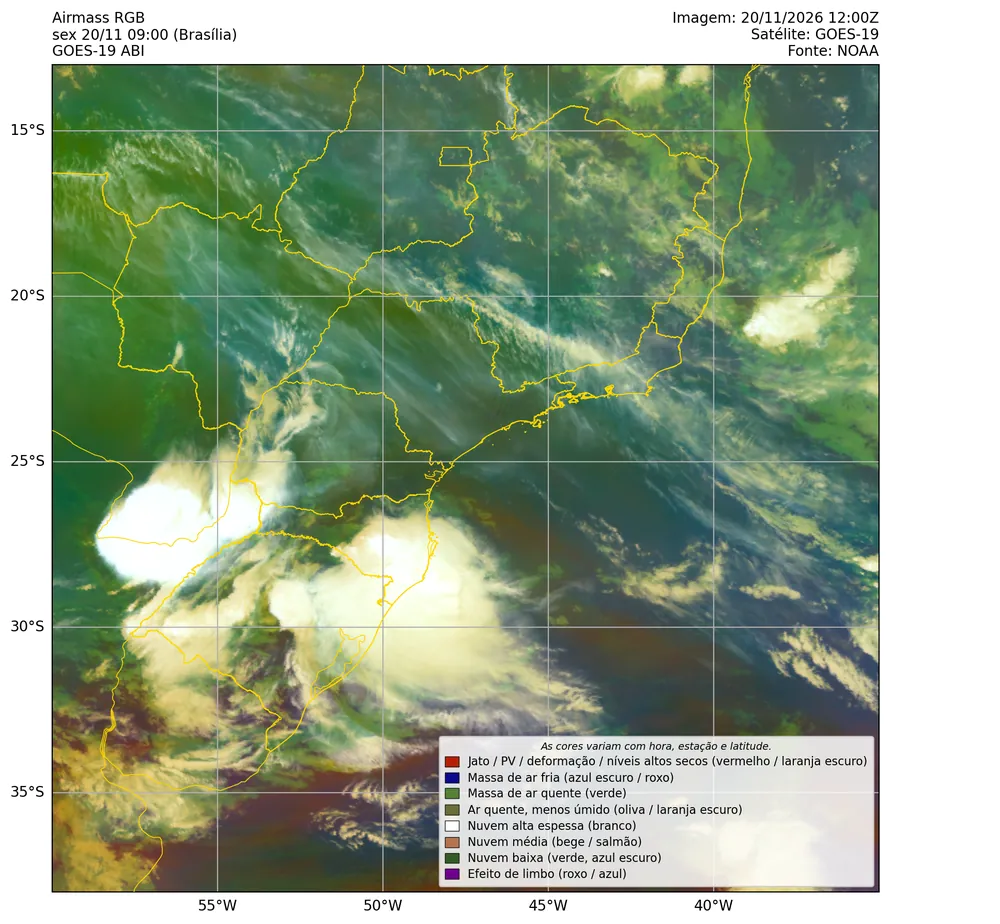 Airmass RGB
sex 20/11 09:00 (Brasília)
GOES-19 ABI
Imagem: 20/11/2026 12:00Z
Satélite: GOES-19
Fonte: NOAA
15°S
20°S
25°S
30°S
35°S
As cores variam com hora, estação e latitude.
Jato / PV / deformação / níveis altos secos (vermelho / laranja escuro)
Massa de ar fria (azul escuro / roxo)
Massa de ar quente (verde)
Ar quente, menos úmido (oliva / laranja escuro)
Nuvem alta espessa (branco)
Nuvem média (bege / salmão)
Nuvem baixa (verde, azul escuro)
Efeito de limbo (roxo / azul)
55°W 50°W 45°W 40°W